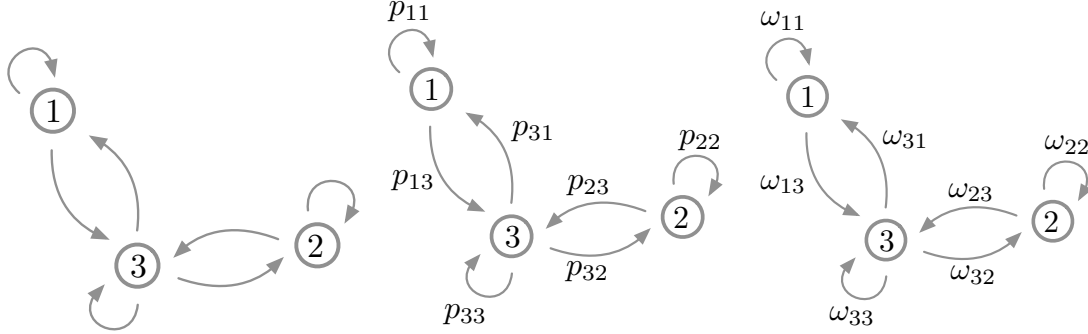 1
3
2
p₁₁
1
p₃₁
p₁₃
p₂₂
p₂₃
2
3
p₃₂
p₃₃
ω₁₁
1
ω₃₁
ω₁₃
ω₂₂
ω₂₃
2
3
ω₃₂
ω₃₃